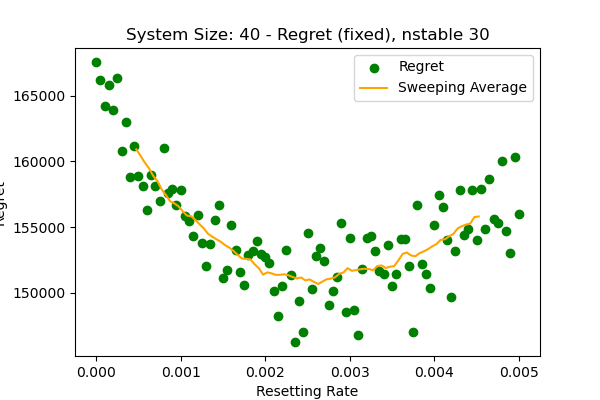 System Size: 40 - Regret (fixed), nstable 30
Regret
Sweeping Average
165000
160000
155000
150000
Regret
0.000 0.001 0.002 0.003 0.004 0.005
Resetting Rate